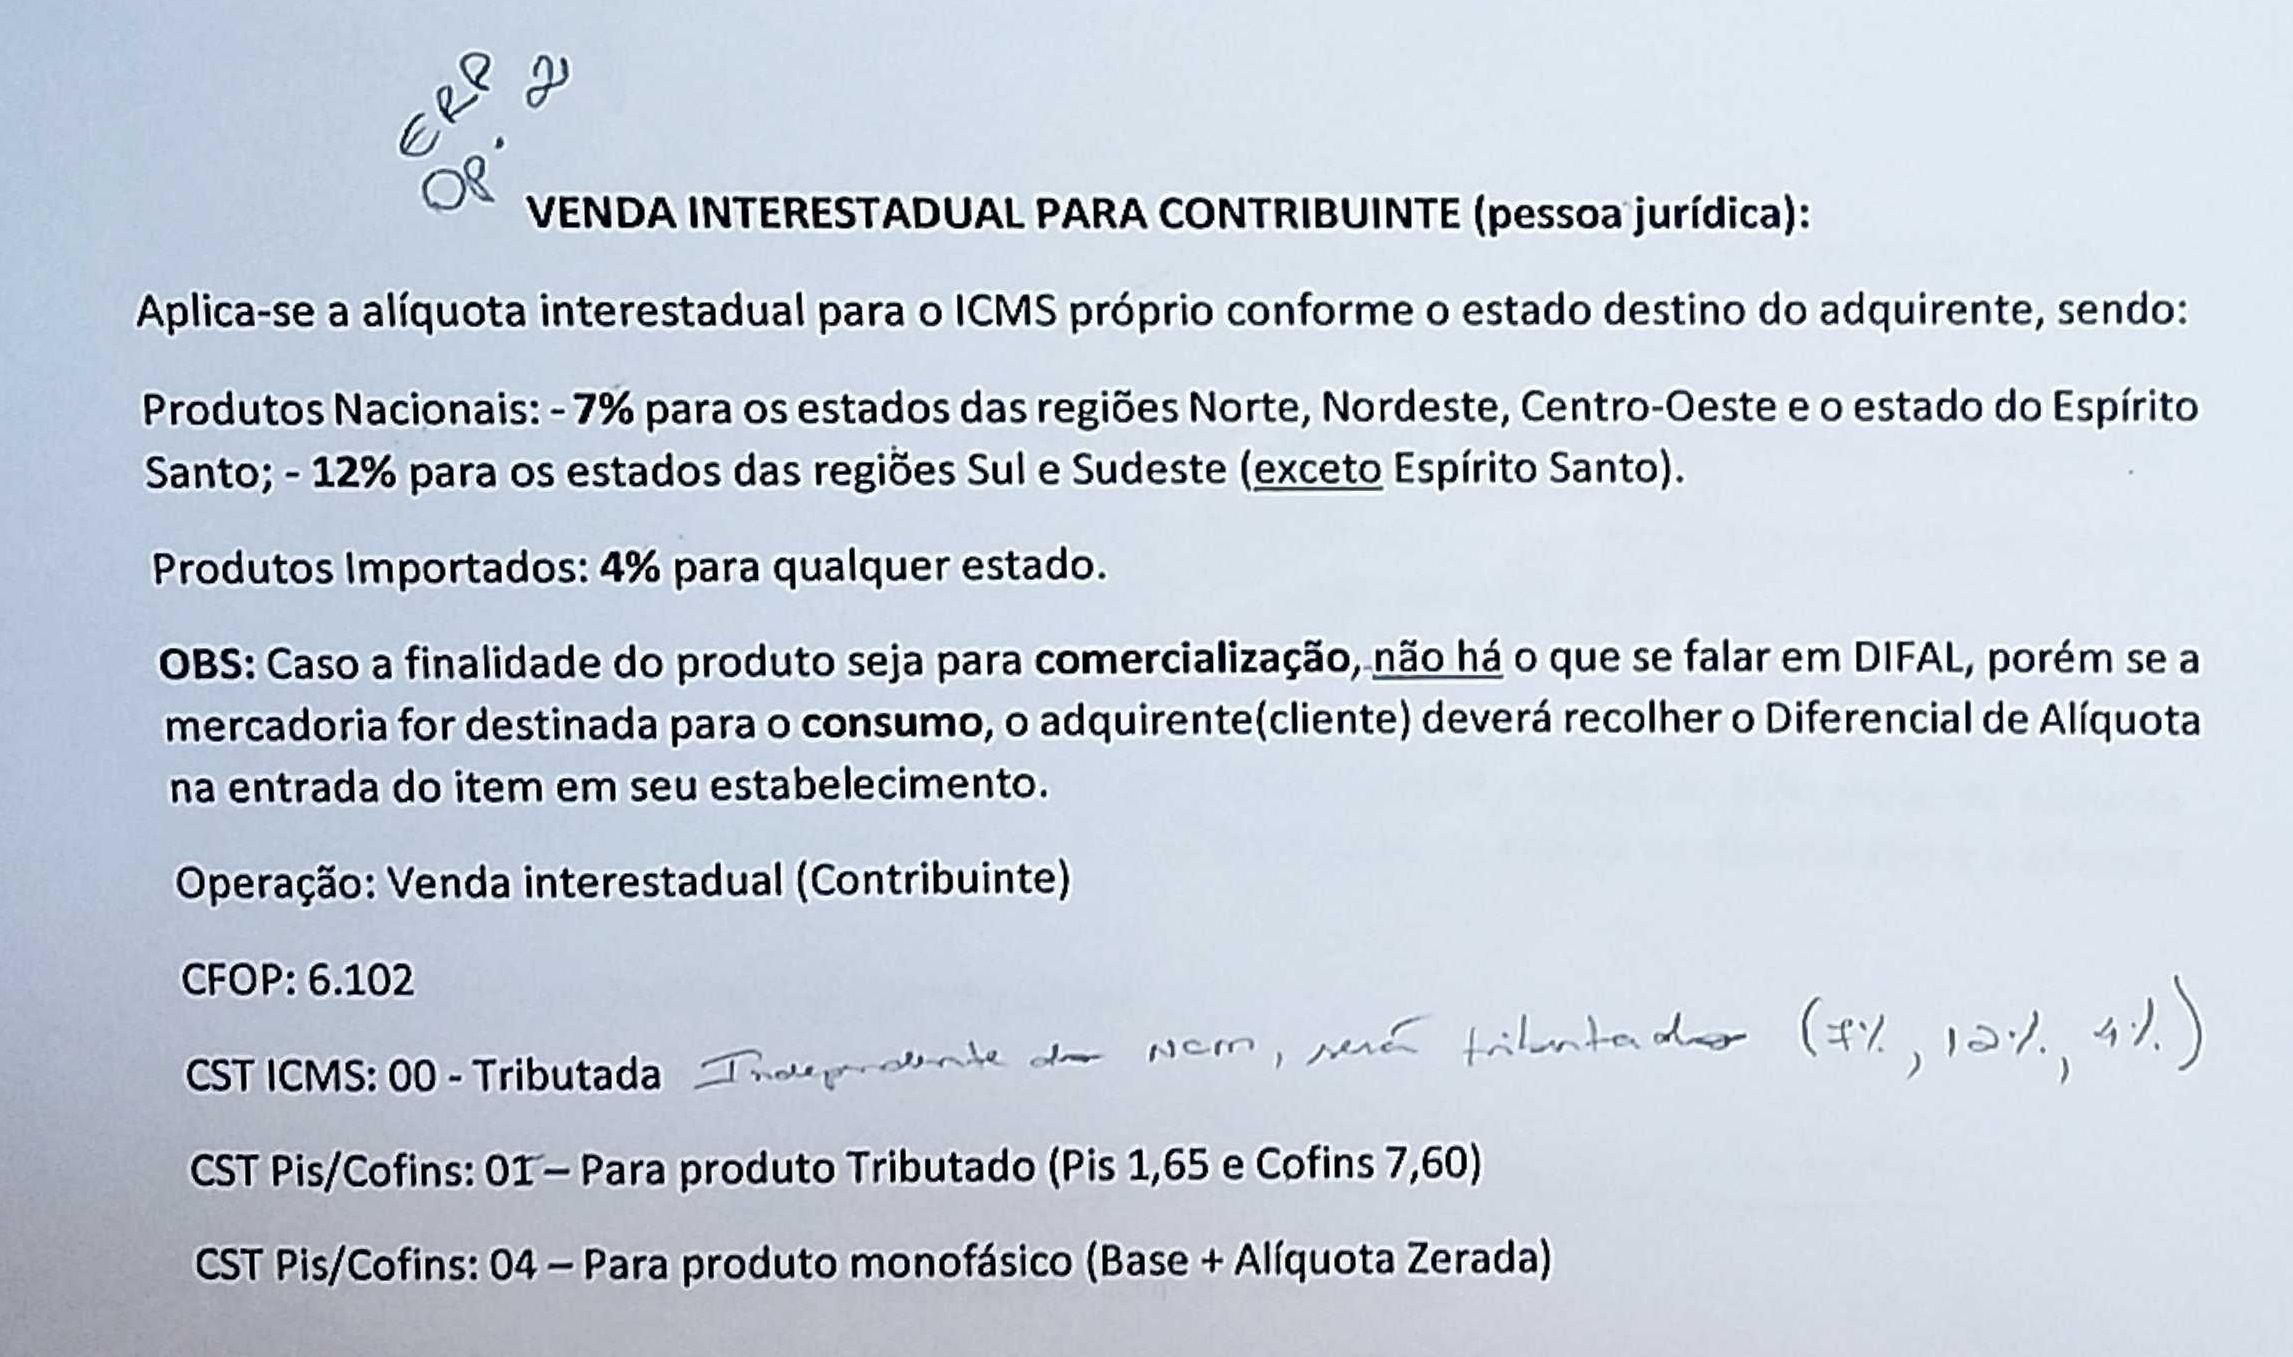 ERP 21
OP.
VENDA INTERESTADUAL PARA CONTRIBUINTE (pessoa jurídica):
Aplica-se a alíquota interestadual para o ICMS próprio conforme o estado destino do adquirente, sendo:
Produtos Nacionais: - 7% para os estados das regiões Norte, Nordeste, Centro-Oeste e o estado do Espírito
Santo; - 12% para os estados das regiões Sul e Sudeste (exceto Espírito Santo).
Produtos Importados: 4% para qualquer estado.
OBS: Caso a finalidade do produto seja para comercialização, não há o que se falar em DIFAL, porém se a
mercadoria for destinada para o consumo, o adquirente(cliente) deverá recolher o Diferencial de Alíquota
na entrada do item em seu estabelecimento.
Operação: Venda interestadual (Contribuinte)
CFOP: 6.102
CST ICMS: 00 - Tributada Independente do NCM, será tributado (7%, 12%, 4%.)
CST Pis/Cofins: 01 – Para produto Tributado (Pis 1,65 e Cofins 7,60)
CST Pis/Cofins: 04 – Para produto monofásico (Base + Alíquota Zerada)